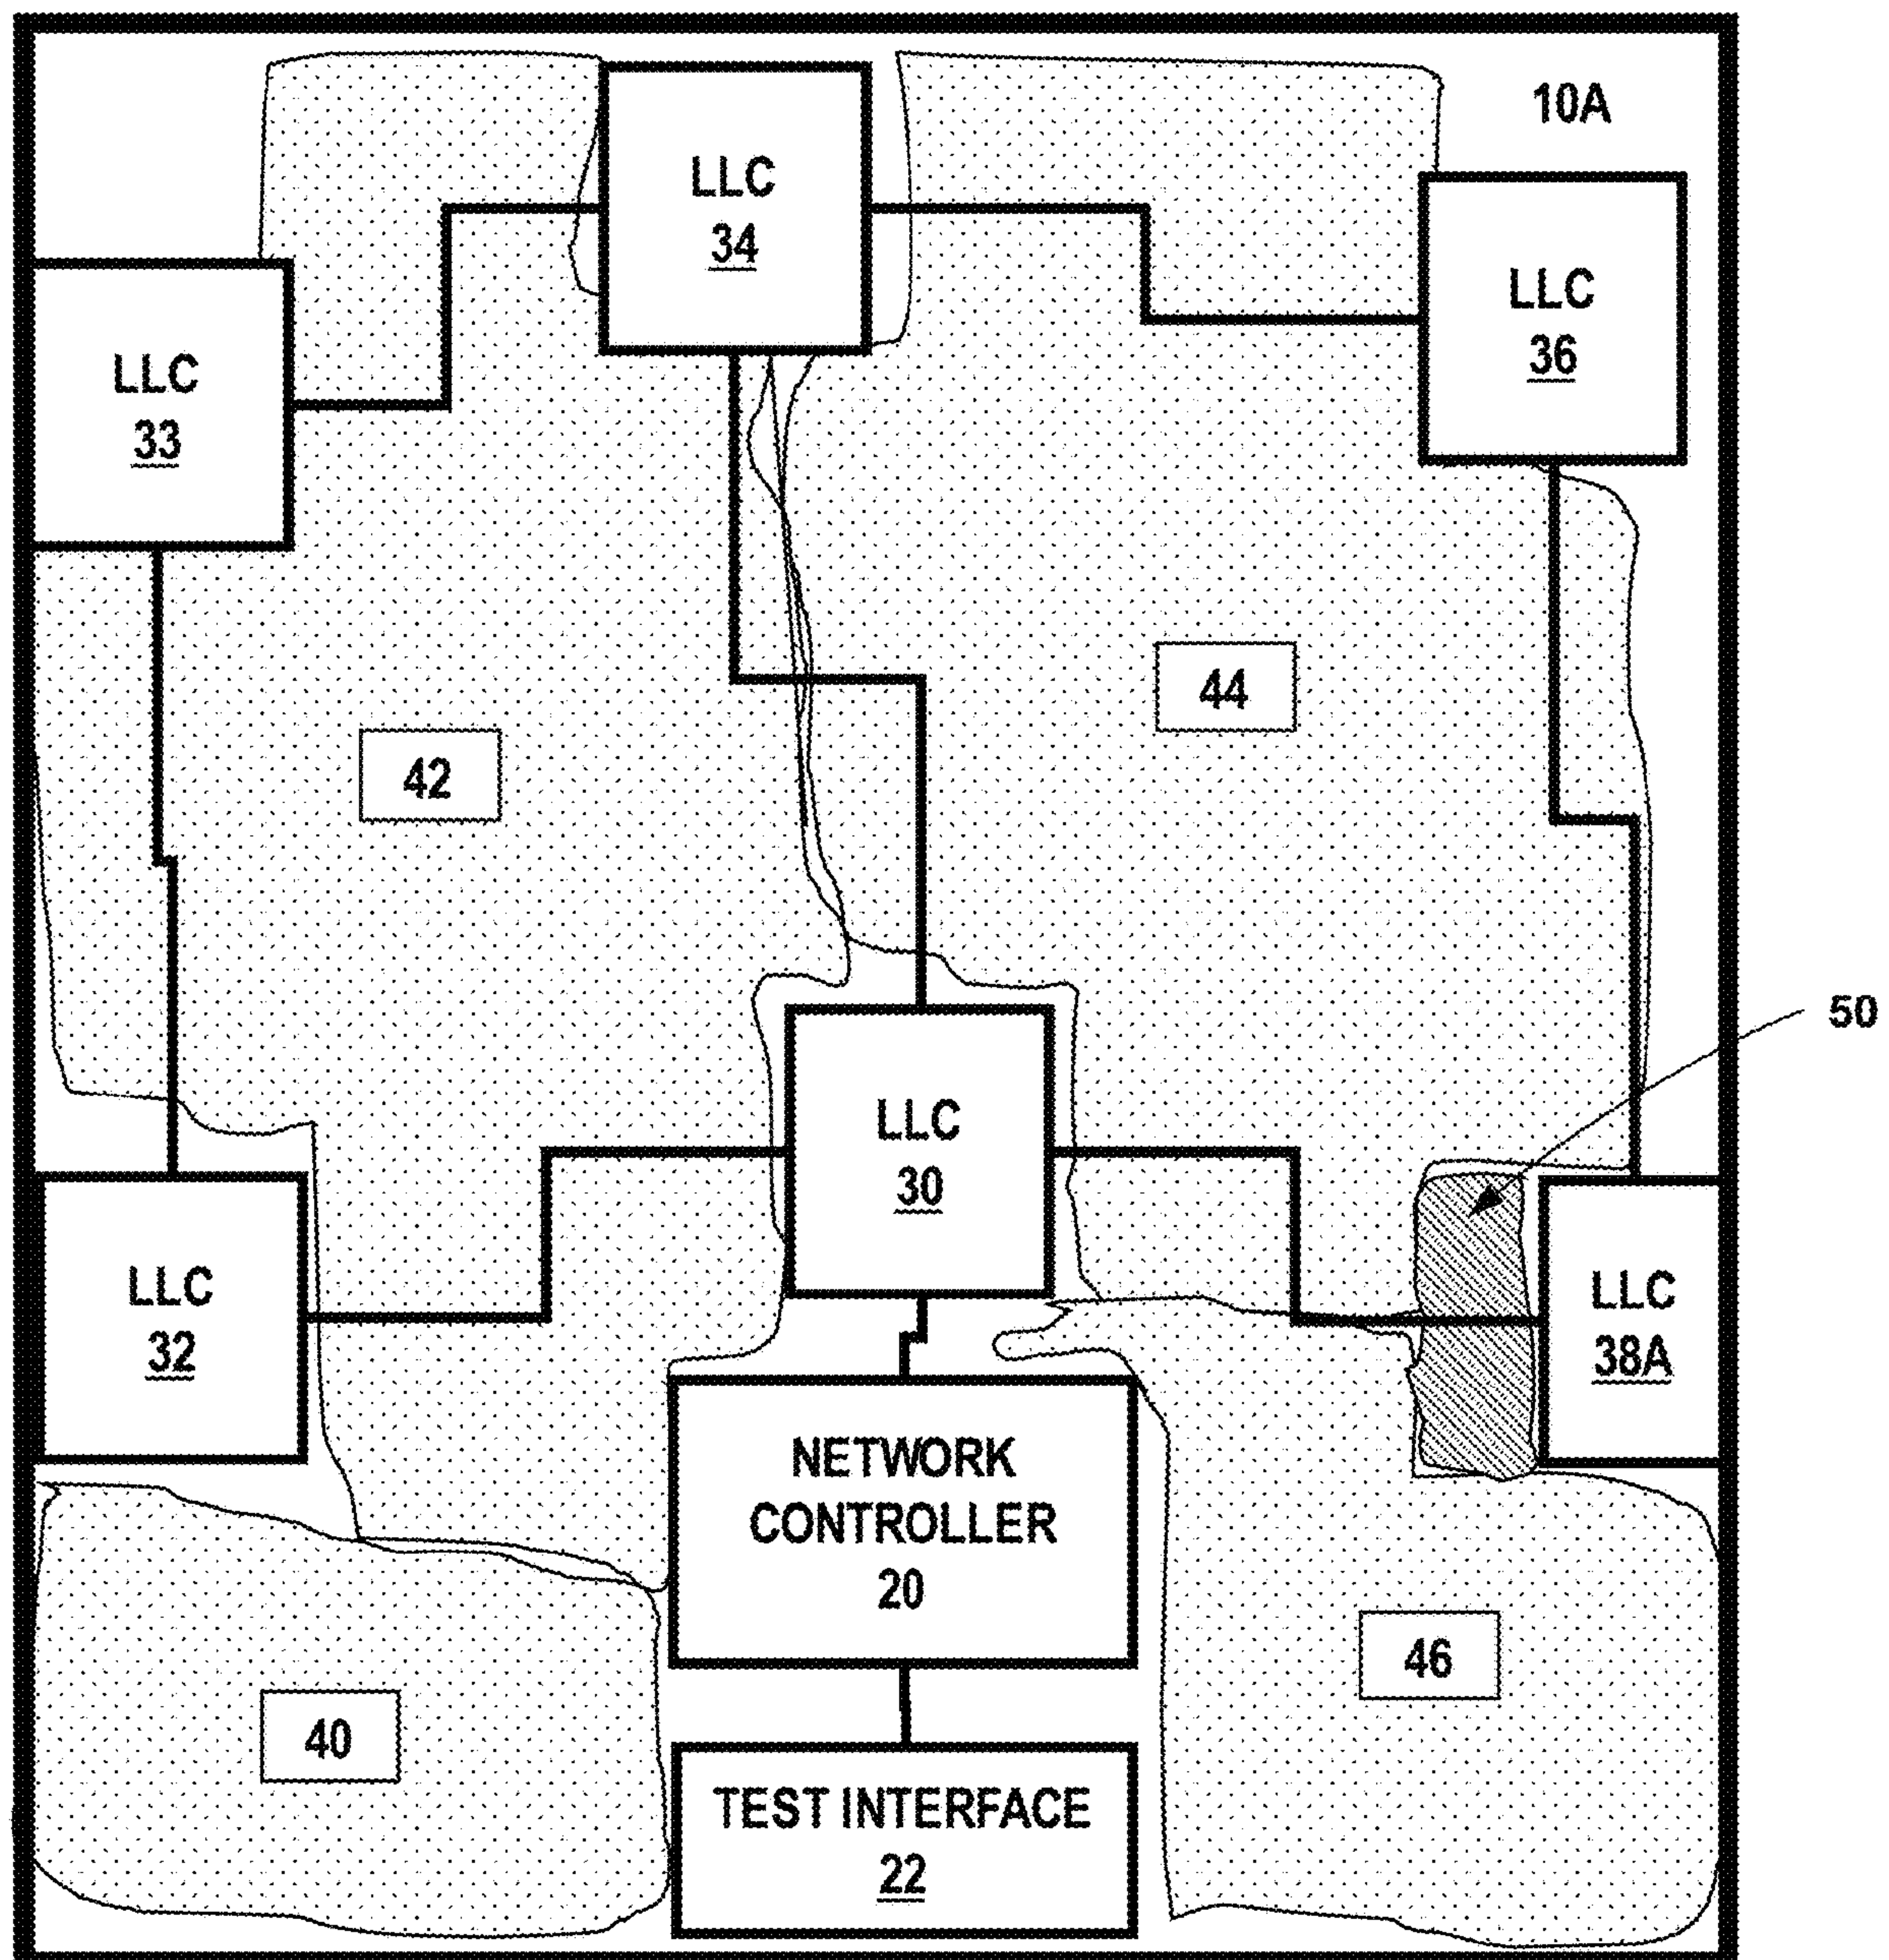 10A
LLC
34
LLC
36
LLC
33
44
42
50
LLC
30
LLC
32
LLC
38A
NETWORK
CONTROLLER
20
46
40
TEST INTERFACE
22